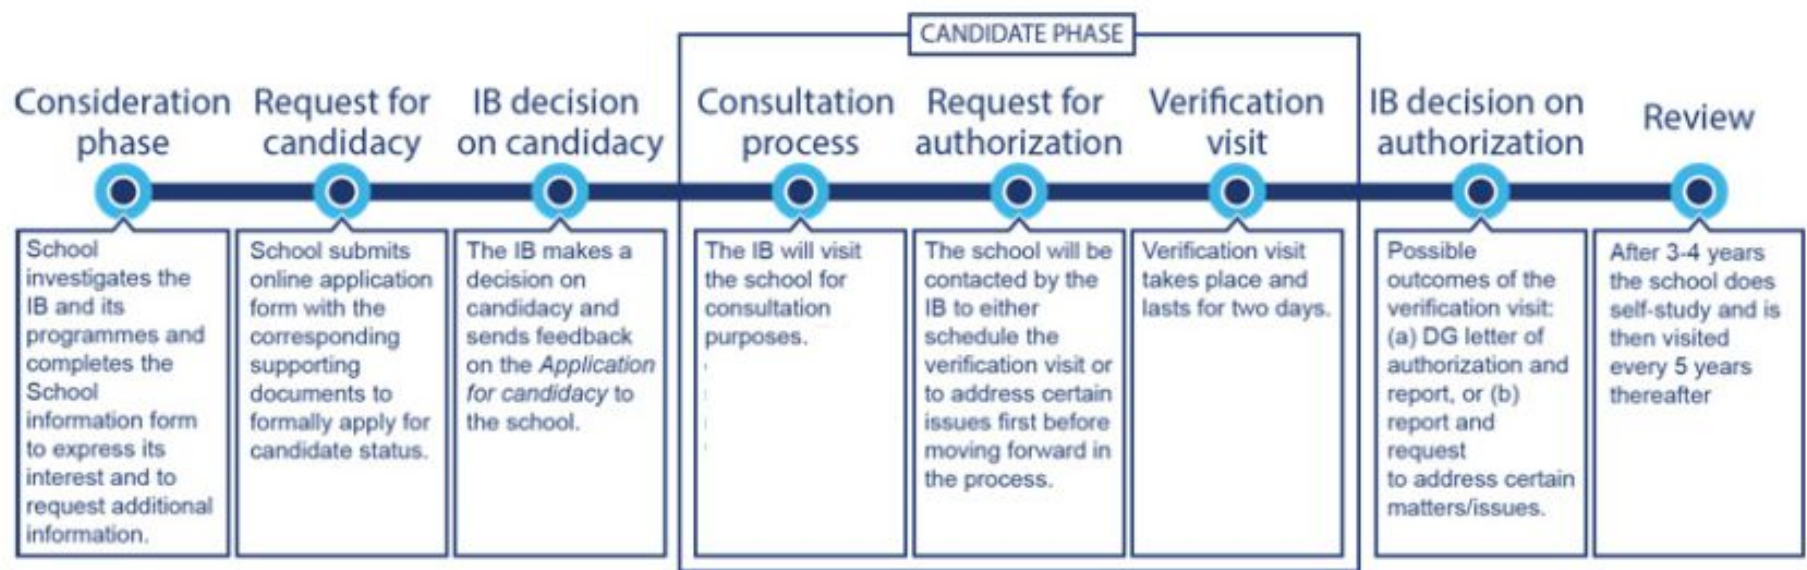 CANDIDATE PHASE
Consideration
phase
Request for
candidacy
IB decision
on candidacy
Consultation
process
Request for
authorization
Verification
visit
IB decision on
authorization
Review
School
investigates the
IB and its
programmes and
completes the
School
information form
to express its
interest and to
request additional
information.
School submits
online application
form with the
corresponding
supporting
documents to
formally apply for
candidate status.
The IB makes a
decision on
candidacy and
sends feedback
on the Application
for candidacy to
the school.
The IB will visit
the school for
consultation
purposes.
The school will be
contacted by the
IB to either
schedule the
verification visit or
to address certain
issues first before
moving forward in
the process.
Verification visit
takes place and
lasts for two days.
Possible
outcomes of the
verification visit:
(a) DG letter of
authorization and
report, or (b)
report and
request
to address certain
matters/issues.
After 3-4 years
the school does
self-study and is
then visited
every 5 years
thereafter